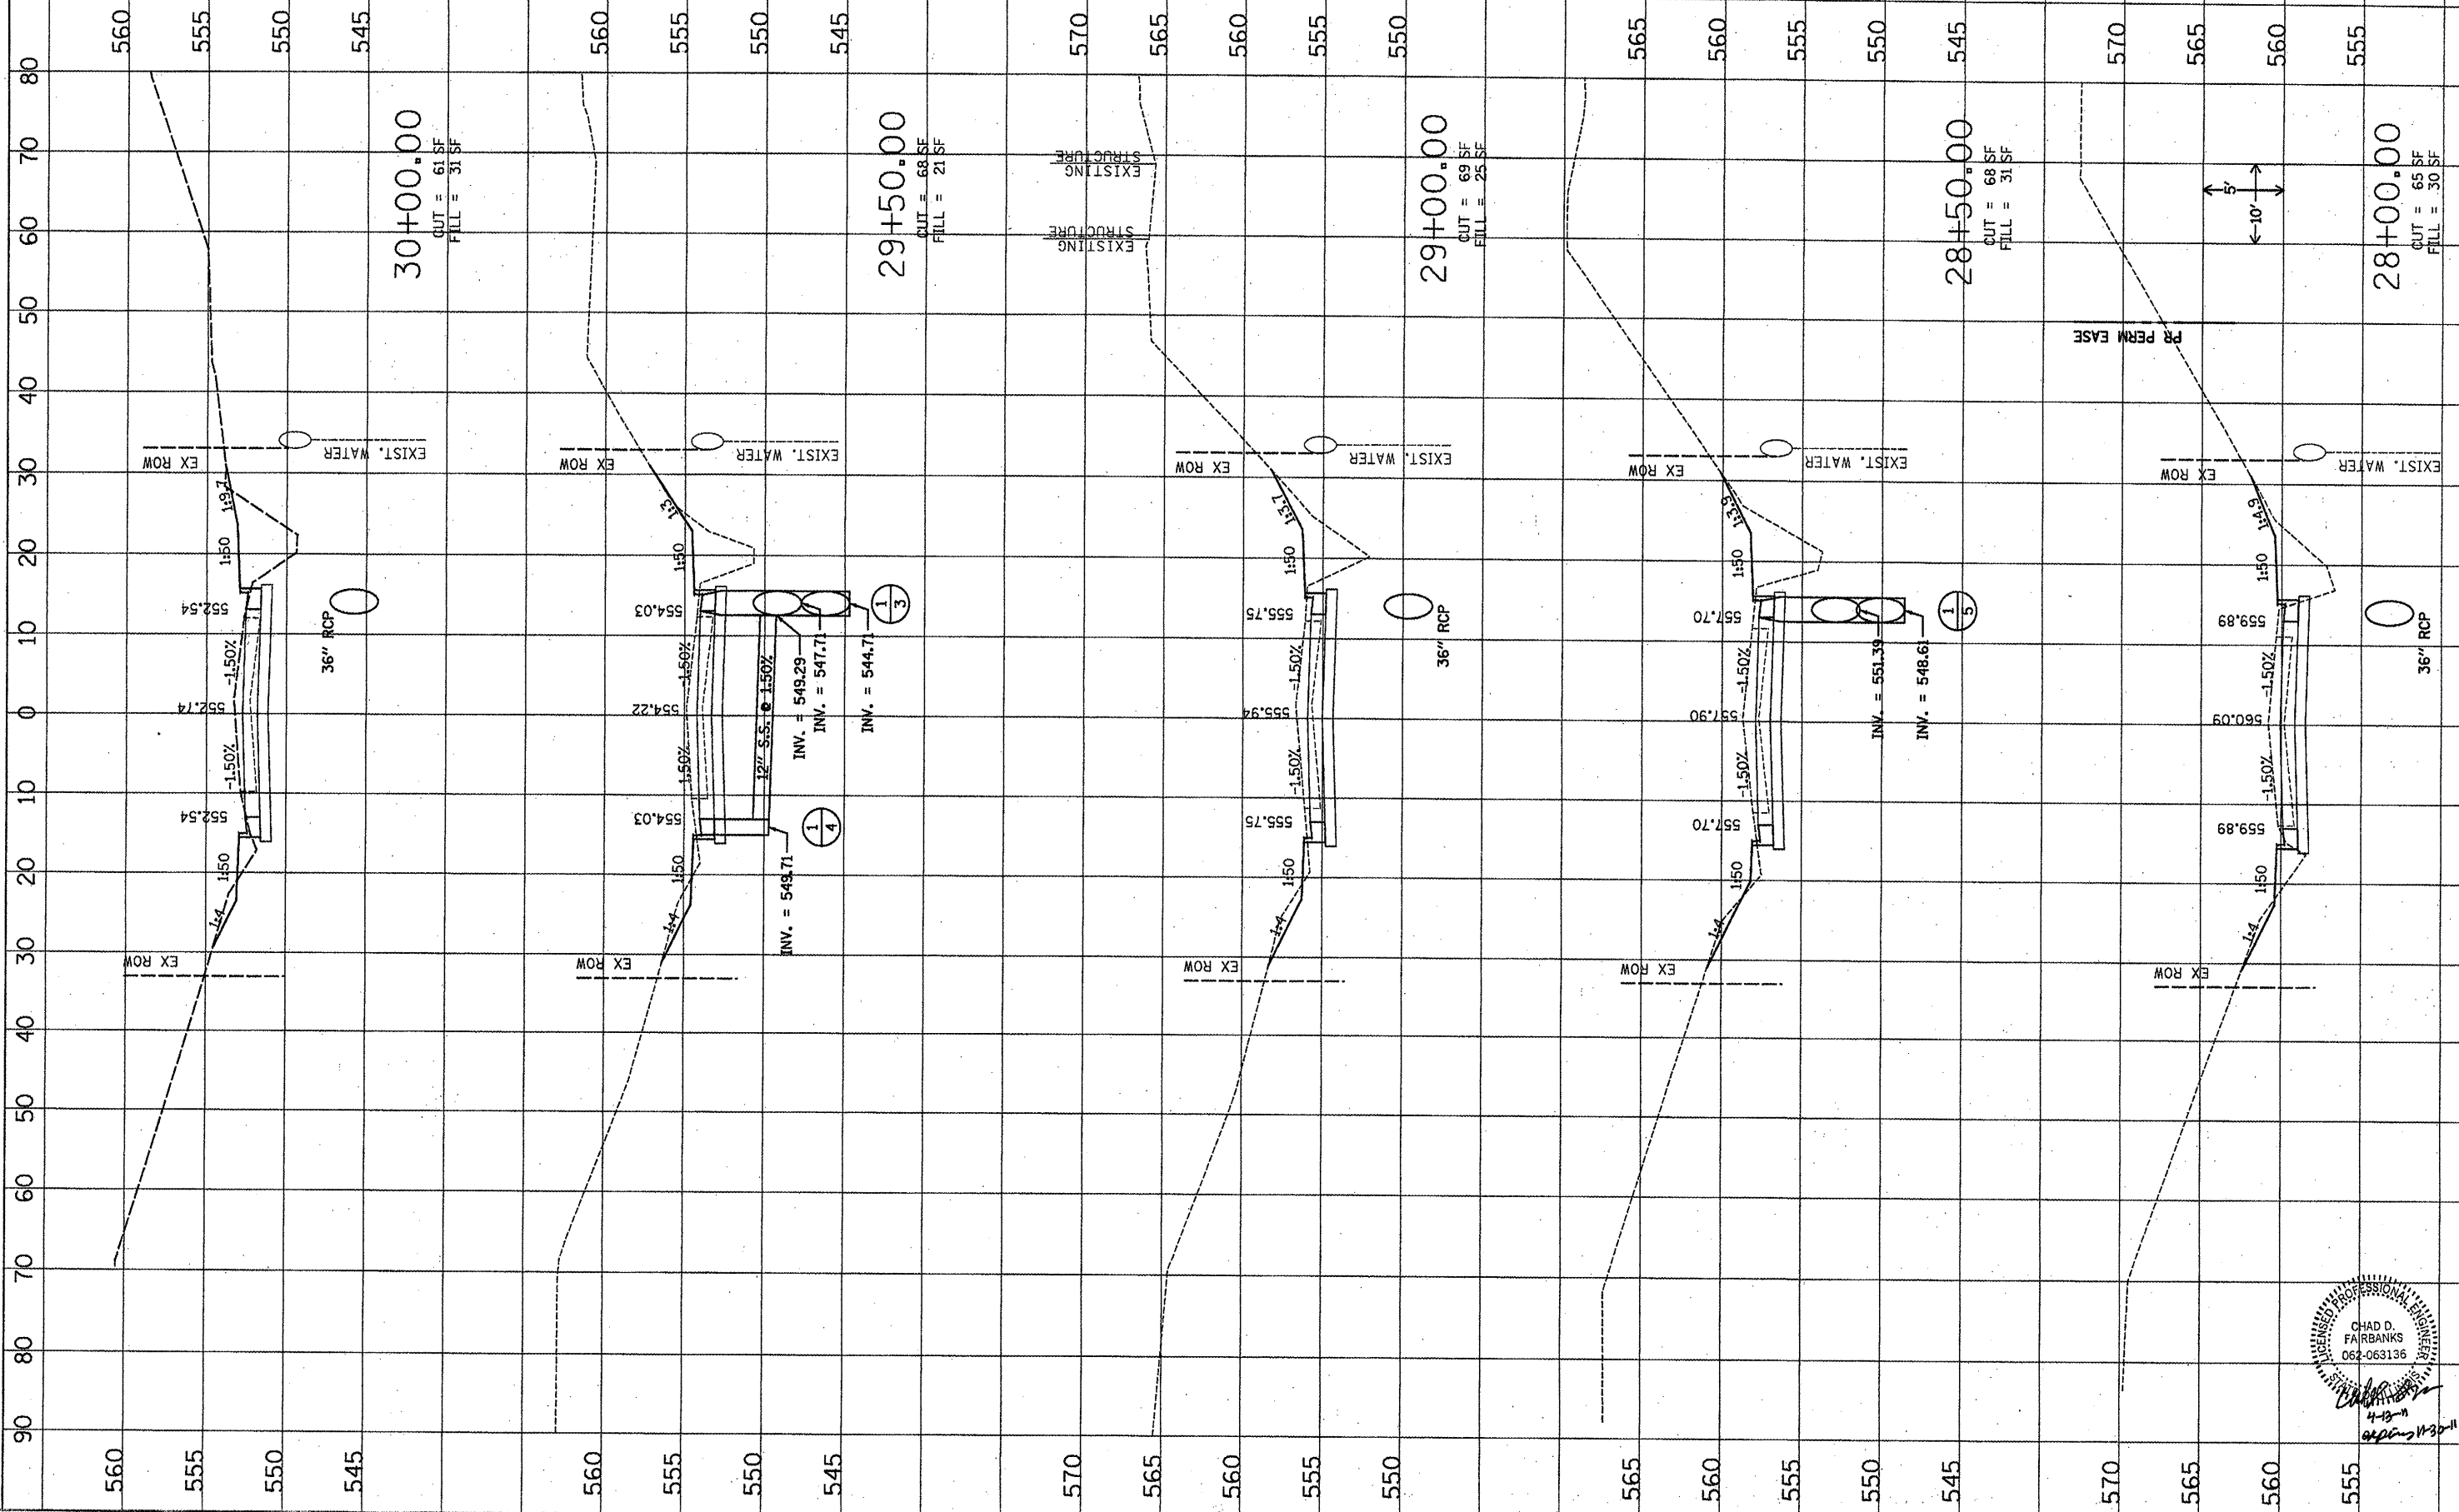 80 70 60 50 40 30 20 10 0 10 20 30 40 50 60 70 80 90
560
555
550
545
30+00.00
CUT = 61 SF
FILL = 31 SF
EX ROW
EXIST. WATER
1:9.7
1:50
552.54
-1.50%
552.74
-1.50%
552.54
1:50
1:4
EX ROW
36" RCP
560
555
550
545
560
555
550
545
29+50.00
CUT = 68 SF
FILL = 21 SF
EX ROW
EXIST. WATER
1:50
554.03
-1.50%
554.22
1.50%
554.03
1:50
1:4
EX ROW
12" S.S. @ 1.50%
INV. = 549.29
INV. = 547.71
INV. = 544.71
1
3
1
4
INV. = 549.71
560
555
550
545
570
565
560
555
550
EXISTING
STRUCTURE
EXISTING
STRUCTURE
29+00.00
CUT = 69 SF
FILL = 25 SF
EX ROW
EXIST. WATER
1:3.7
1:50
555.75
-1.50%
555.94
-1.50%
555.75
1:50
1:4
EX ROW
36" RCP
570
565
560
555
550
565
560
555
550
545
28+50.00
CUT = 68 SF
FILL = 31 SF
EX ROW
EXIST. WATER
1:3.9
1:50
557.70
-1.50%
557.90
-1.50%
557.70
1:50
1:4
EX ROW
INV. = 551.39
INV. = 548.61
1
5
565
560
555
550
545
570
565
560
555
5'
10'
28+00.00
CUT = 65 SF
FILL = 30 SF
PR PERM EASE
EX ROW
EXIST. WATER
1:4.9
1:50
559.89
-1.50%
560.09
-1.50%
559.89
1:50
1:4
EX ROW
36" RCP
570
565
560
555
LICENSED PROFESSIONAL ENGINEER
CHAD D.
FAIRBANKS
062-063136
STATE OF ILLINOIS
4-13-11
expires 11-30-11